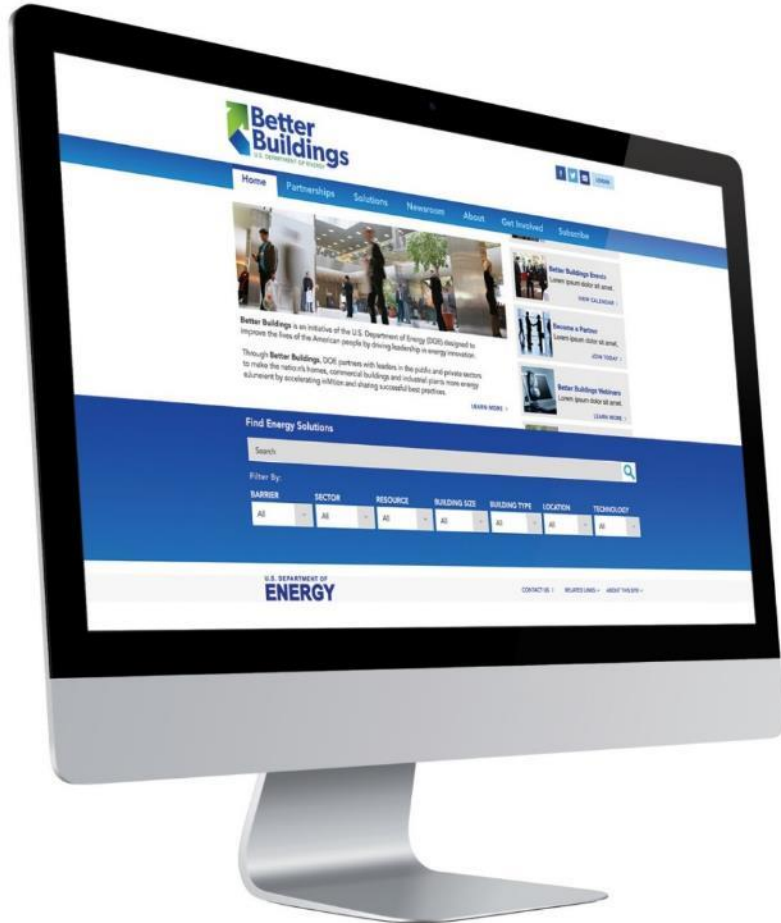 Better
Buildings
U.S. DEPARTMENT OF ENERGY
LOGIN
Home
Partnerships
Solutions
Newsroom
About
Get Involved
Subscribe
Better Buildings Events
Lorem ipsum dolor sit amet.
VIEW CALENDAR
Become a Partner
Lorem ipsum dolor sit amet.
JOIN TODAY
Better Buildings Webinars
Lorem ipsum dolor sit amet.
LEARN MORE
Better Buildings is an initiative of the U.S. Department of Energy (DOE) designed to
improve the lives of the American people by driving leadership in energy innovation.
Through Better Buildings, DOE partners with leaders in the public and private sectors
to make the nation's homes, commercial buildings and industrial plants more energy
by accelerating and sharing successful best practives.
LEARN MORE
Find Energy Solutions
Search
Filter By:
BARRIER
SECTOR
RESOURCE
BUILDING SIZE
BUILDING TYPE
LOCATION
TECHNOLOGY
All
All
All
All
All
All
All
U.S. DEPARTMENT OF
ENERGY
CONTACT US
RELATED LINKS
ABOUT THIS SITE